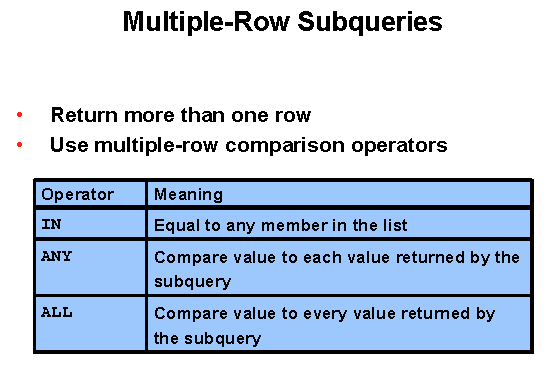 Multiple-Row Subqueries
• Return more than one row
• Use multiple-row comparison operators
Operator Meaning
IN Equal to any member in the list
ANY Compare value to each value returned by the
subquery
ALL Compare value to every value returned by
the subquery